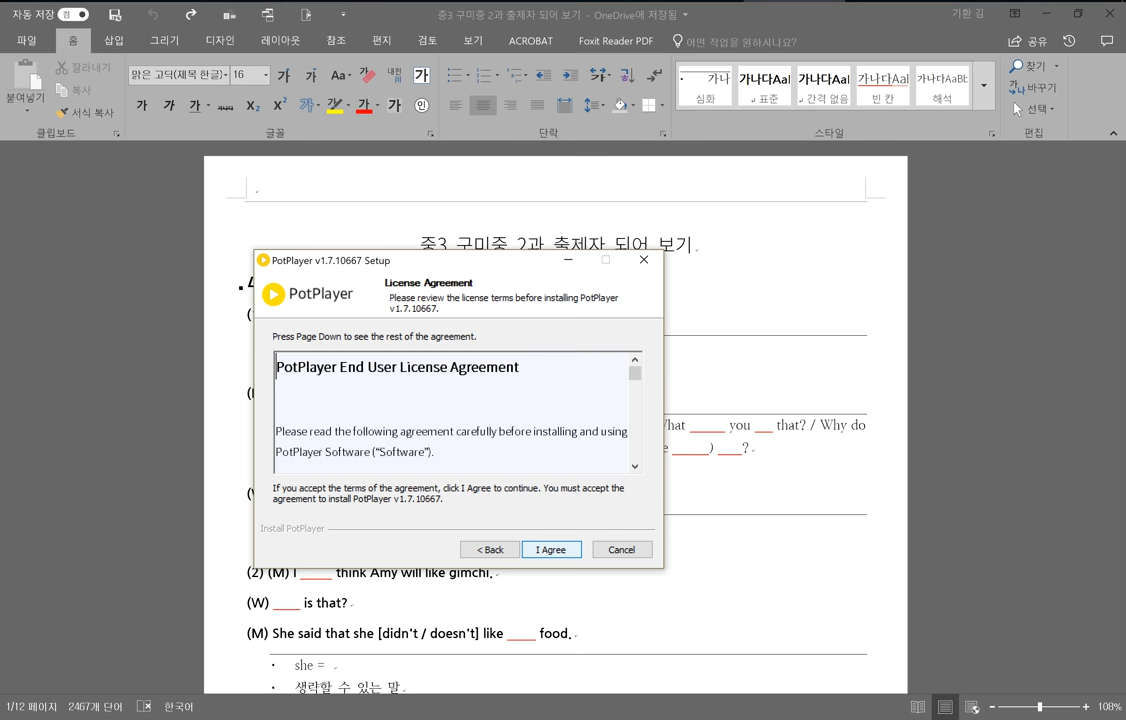 자동 저장 켬
중3 구미중 2과 출제자 되어 보기 - OneDrive에 저장됨
기환 김
파일 홈 삽입 그리기 디자인 레이아웃 참조 편지 검토 보기 ACROBAT Foxit Reader PDF 어떤 작업을 원하시나요? 공유
붙여넣기 잘라내기 복사 서식 복사
맑은 고딕(제목 한글) 16
가나 가나다AaI 가나다AaI 가나다AaI 가나다AaBt
심화 표준 간격 없음 빈 칸 해석
찾기 바꾸기 선택
클립보드 글꼴 단락 스타일 편집
중3 구미중 2과 출제자 되어 보기
PotPlayer v1.7.10667 Setup
PotPlayer
License Agreement
Please review the license terms before installing PotPlayer
v1.7.10667.
Press Page Down to see the rest of the agreement.
PotPlayer End User License Agreement
Please read the following agreement carefully before installing and using
PotPlayer Software ("Software").
If you accept the terms of the agreement, click I Agree to continue. You must accept the
agreement to install PotPlayer v1.7.10667.
Install PotPlayer
< Back I Agree Cancel
hat _____ you ___ that? / Why do
e _____) ____?
(2) (M) I _____ think Amy will like gimchi.
(W) ____ is that?
(M) She said that she [didn't / doesn't] like ____ food.
• she =
• 생략할 수 있는 말
1/12 페이지 2467개 단어 한국어 108%